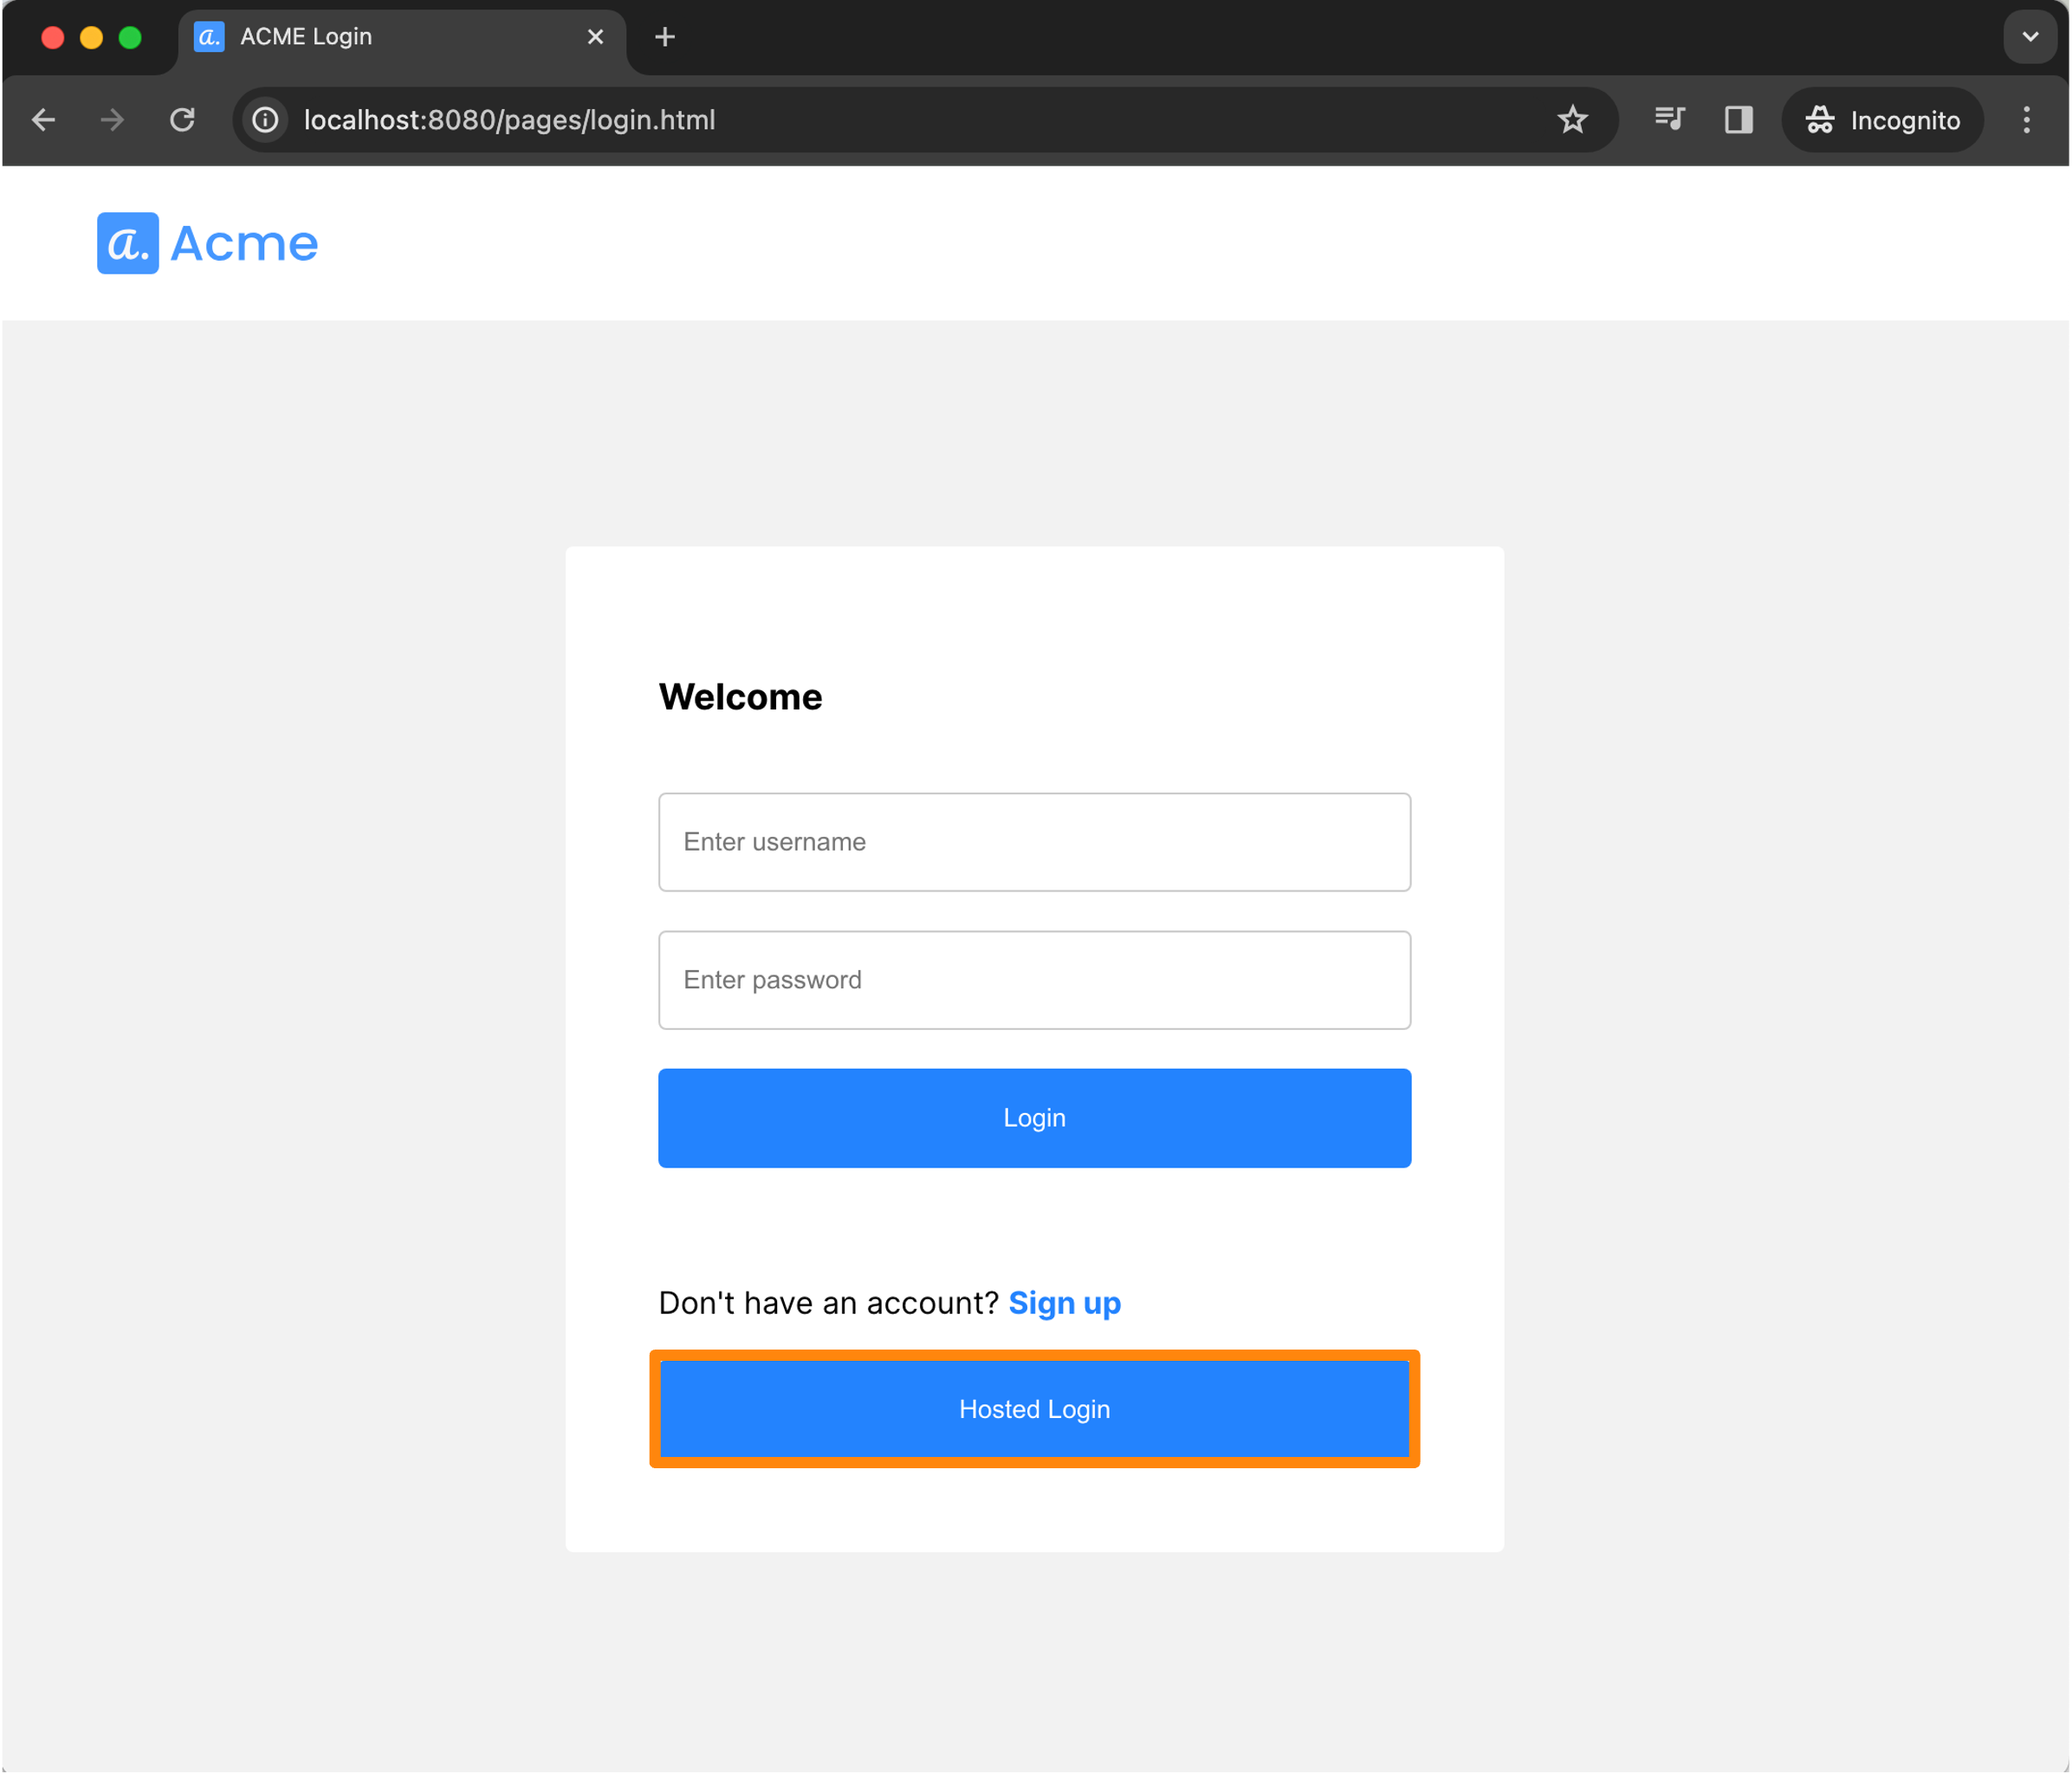 a. ACME Login
localhost:8080/pages/login.html
Incognito
a. Acme
Welcome
Enter username
Enter password
Login
Don't have an account? Sign up
Hosted Login